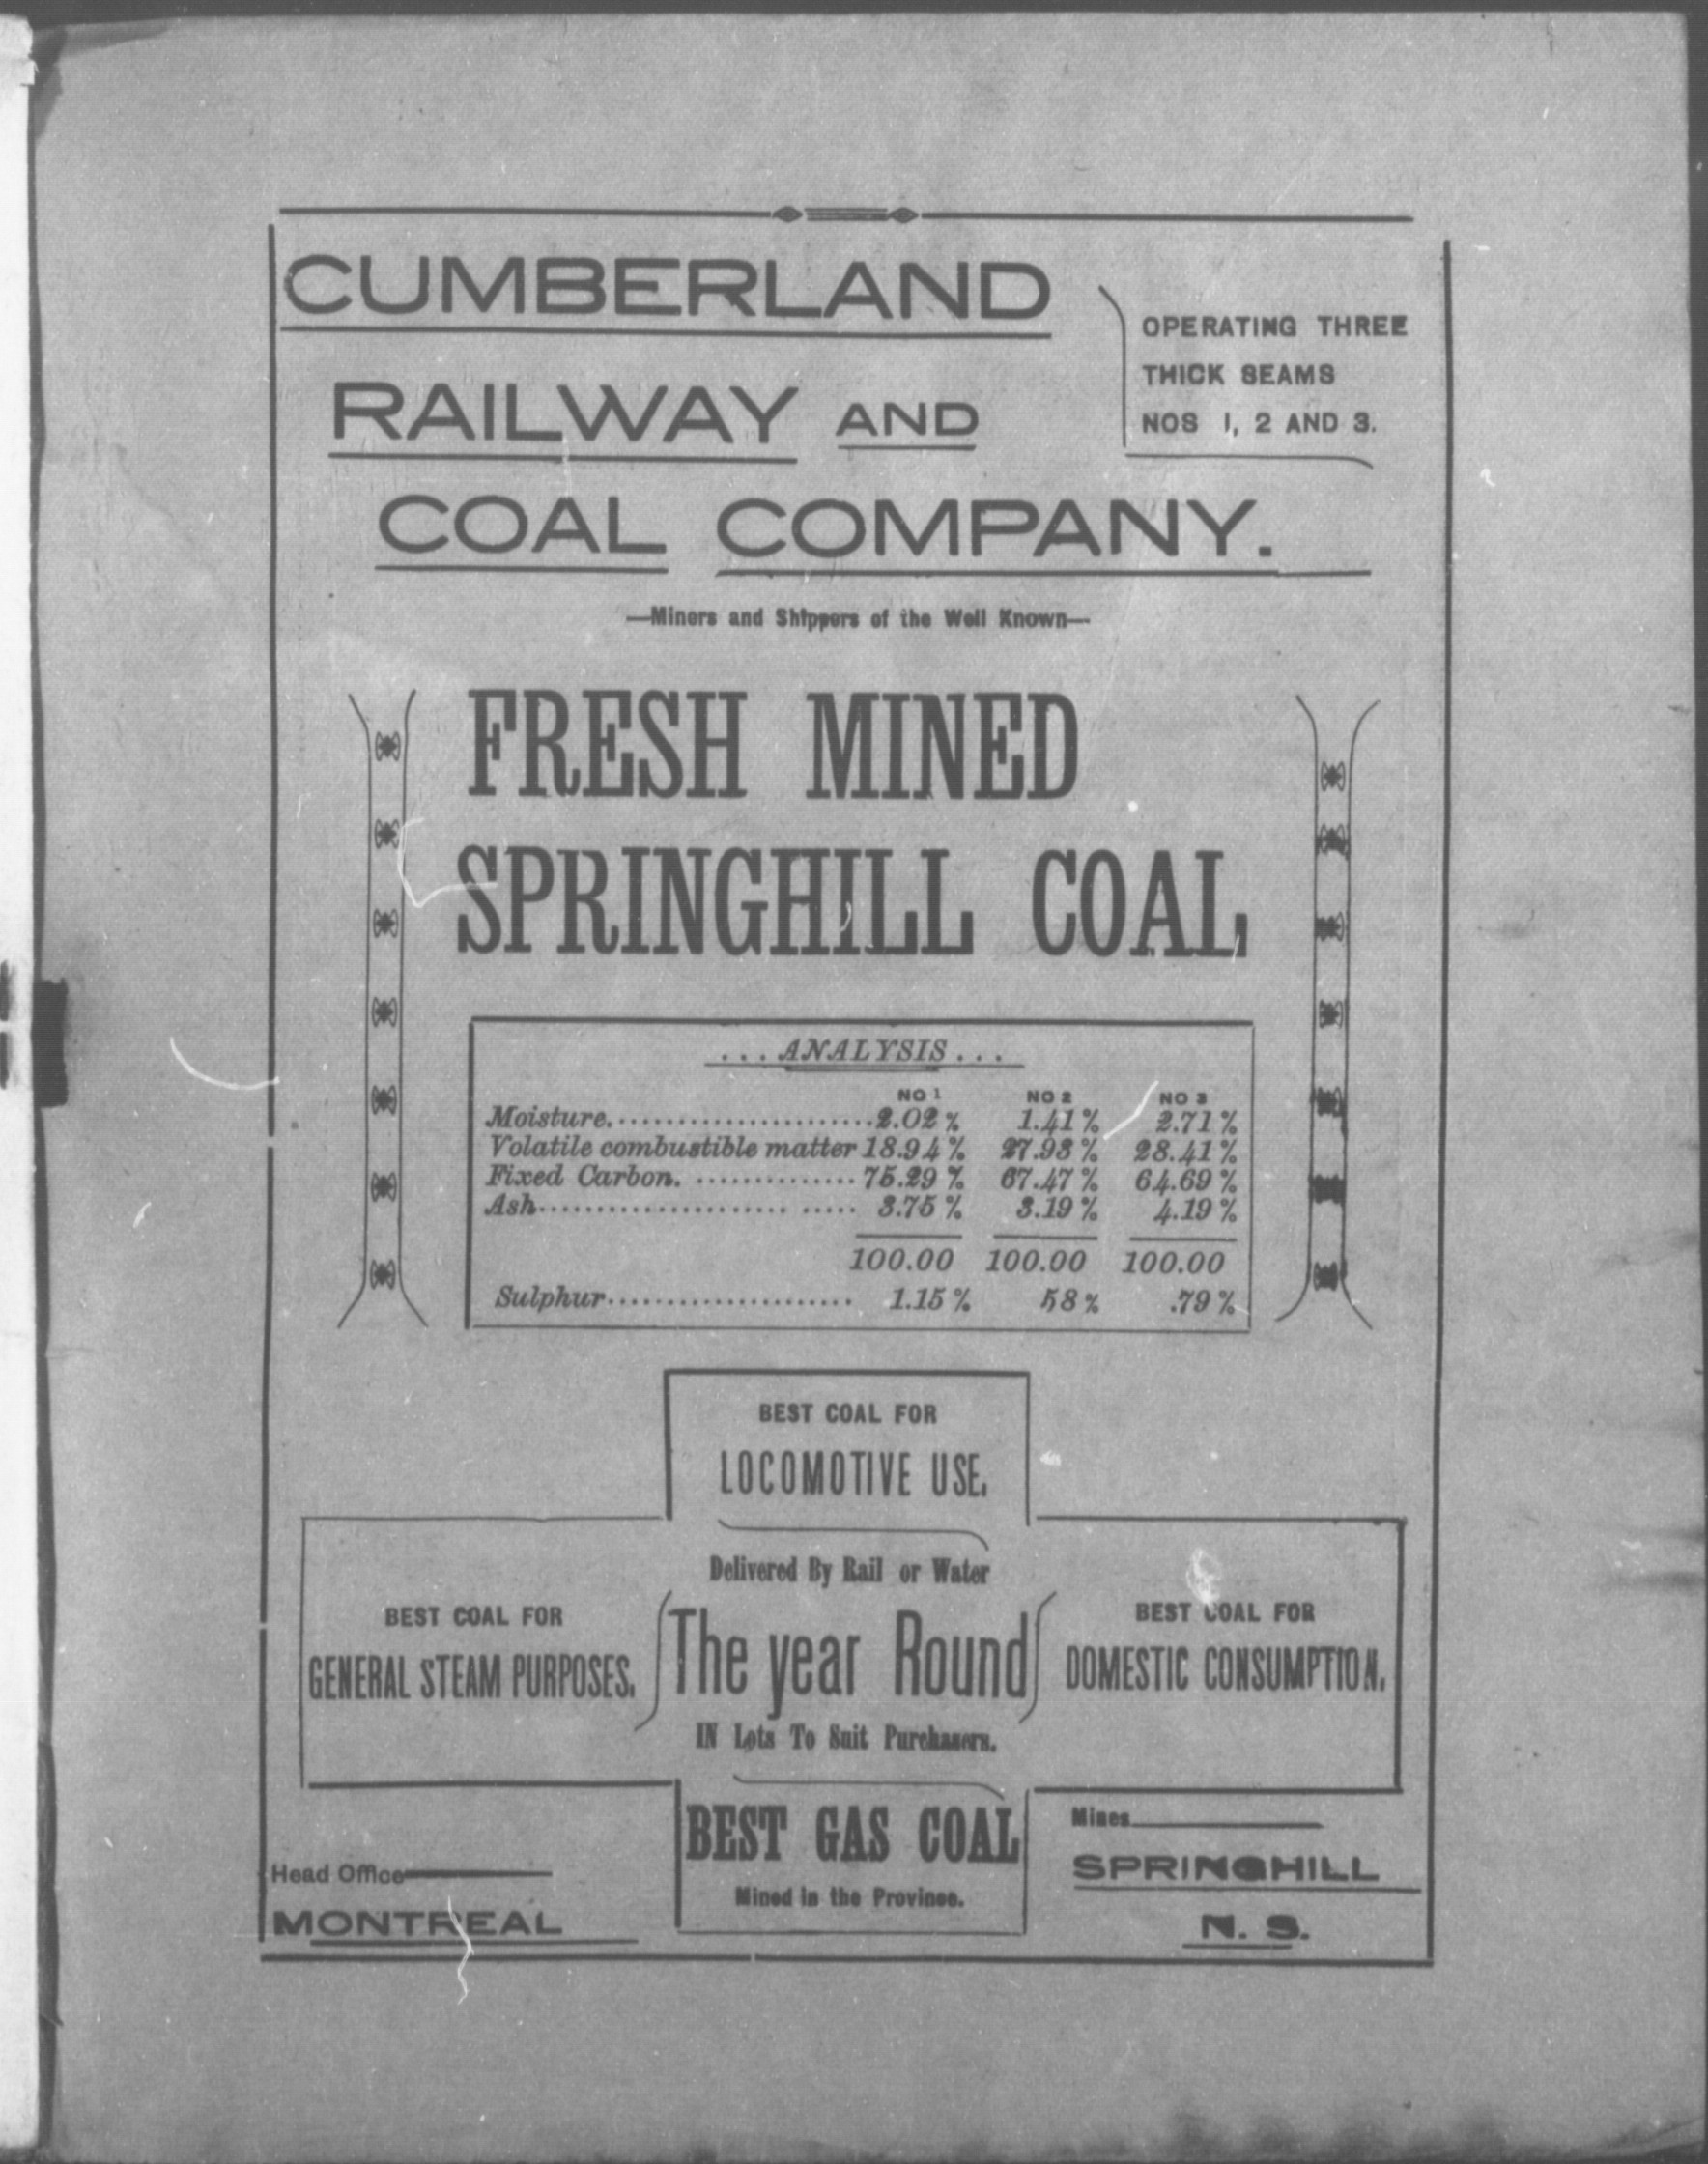 CUMBERLAND
RAILWAY AND
COAL COMPANY.
OPERATING THREE
THICK SEAMS
NOS 1, 2 AND 3.
—Miners and Shippers of the Well Known—
FRESH MINED
SPRINGHILL COAL
...ANALYSIS...
NO 1 NO 2 NO 3
Moisture.......................2.02% 1.41% 2.71%
Volatile combustible matter 18.94% 27.93% 28.41%
Fixed Carbon. ..............75.29% 67.47% 64.69%
Ash..................... ..... 3.75% 3.19% 4.19%
100.00 100.00 100.00
Sulphur..................... 1.15% 58% .79%
BEST COAL FOR
LOCOMOTIVE USE.
BEST COAL FOR
GENERAL STEAM PURPOSES.
Delivered By Rail or Water
The year Round
IN Lots To Suit Purchasers.
BEST COAL FOR
DOMESTIC CONSUMPTION.
BEST GAS COAL
Mined in the Province.
Head Office
MONTREAL
Mines
SPRINGHILL
N. S.